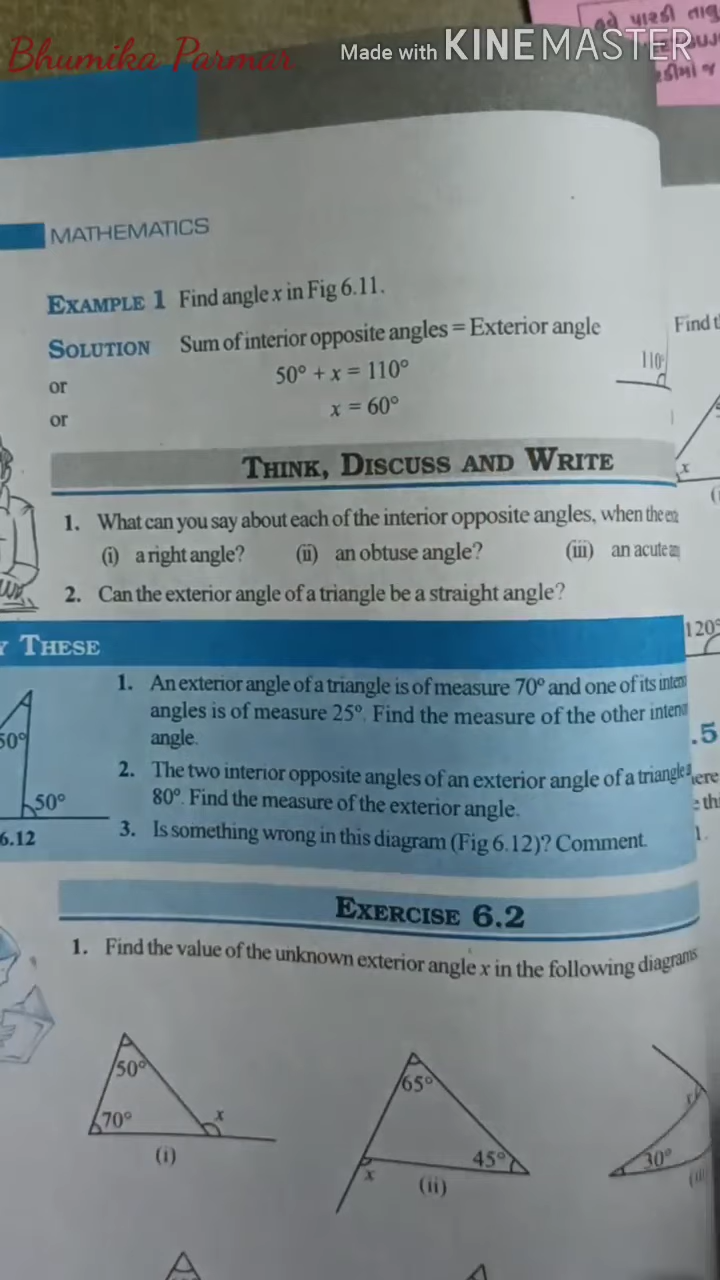 Bhumika Parmar
Made with KINEMASTER
MATHEMATICS
EXAMPLE 1 Find angle x in Fig 6.11.
SOLUTION Sum of interior opposite angles = Exterior angle
or 50° + x = 110°
or x = 60°
Find
110°
x
THINK, DISCUSS AND WRITE
1. What can you say about each of the interior opposite angles, when the
(i) a right angle? (ii) an obtuse angle? (iii) an acute
2. Can the exterior angle of a triangle be a straight angle?
120°
THESE
1. An exterior angle of a triangle is of measure 70° and one of its
angles is of measure 25°. Find the measure of the other
angle.
2. The two interior opposite angles of an exterior angle of a triangle
80°. Find the measure of the exterior angle.
3. Is something wrong in this diagram (Fig 6.12)? Comment.
50°
50°
6.12
.5
EXERCISE 6.2
1. Find the value of the unknown exterior angle x in the following diagrams
50°
70°
x
(i)
65°
45°
x
(ii)
30°